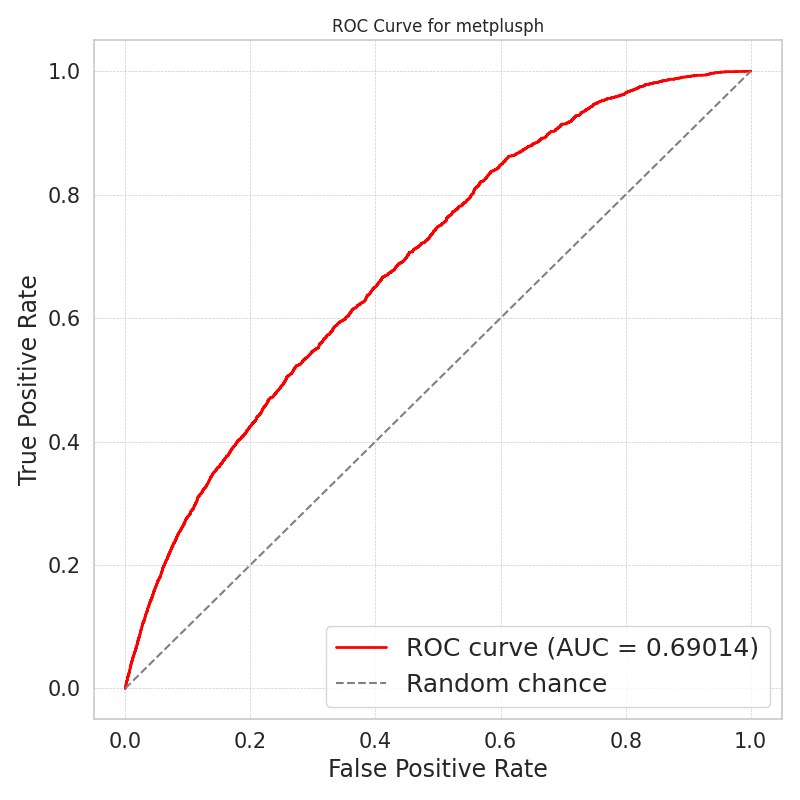 ROC Curve for metplusph
1.0
0.8
0.6
0.4
0.2
0.0
True Positive Rate
ROC curve (AUC = 0.69014)
Random chance
0.0 0.2 0.4 0.6 0.8 1.0
False Positive Rate